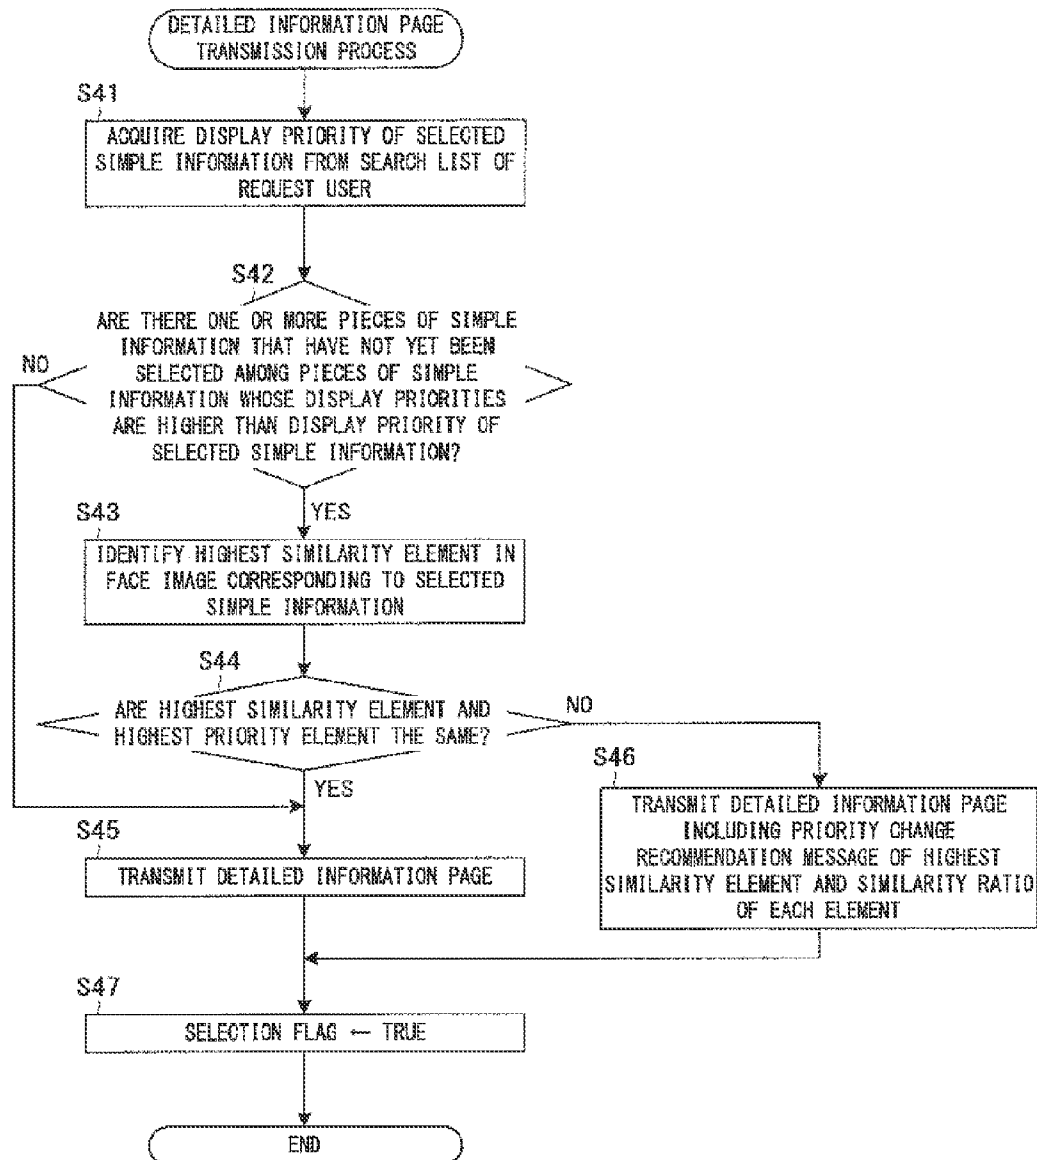 DETAILED INFORMATION PAGE
TRANSMISSION PROCESS
S41
ACQUIRE DISPLAY PRIORITY OF SELECTED
SIMPLE INFORMATION FROM SEARCH LIST OF
REQUEST USER
S42
ARE THERE ONE OR MORE PIECES OF SIMPLE
INFORMATION THAT HAVE NOT YET BEEN
SELECTED AMONG PIECES OF SIMPLE
INFORMATION WHOSE DISPLAY PRIORITIES
ARE HIGHER THAN DISPLAY PRIORITY OF
SELECTED SIMPLE INFORMATION?
NO
YES
S43
IDENTIFY HIGHEST SIMILARITY ELEMENT IN
FACE IMAGE CORRESPONDING TO SELECTED
SIMPLE INFORMATION
S44
ARE HIGHEST SIMILARITY ELEMENT AND
HIGHEST PRIORITY ELEMENT THE SAME?
NO
YES
S45
TRANSMIT DETAILED INFORMATION PAGE
S46
TRANSMIT DETAILED INFORMATION PAGE
INCLUDING PRIORITY CHANGE
RECOMMENDATION MESSAGE OF HIGHEST
SIMILARITY ELEMENT AND SIMILARITY RATIO
OF EACH ELEMENT
S47
SELECTION FLAG ← TRUE
END